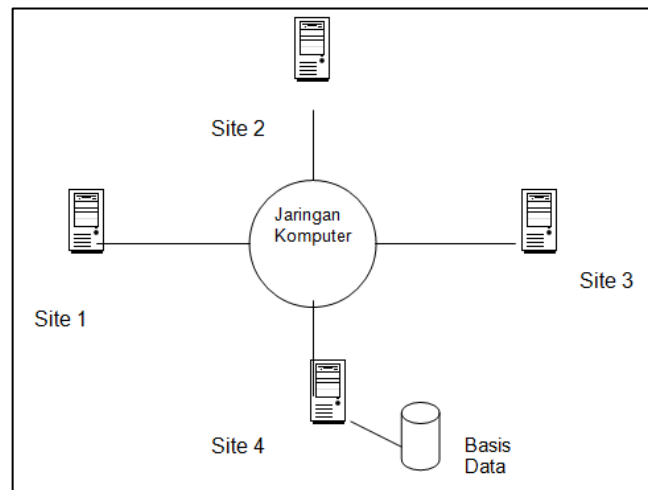 Site 2
Jaringan
Komputer
Site 1
Site 3
Site 4
Basis
Data